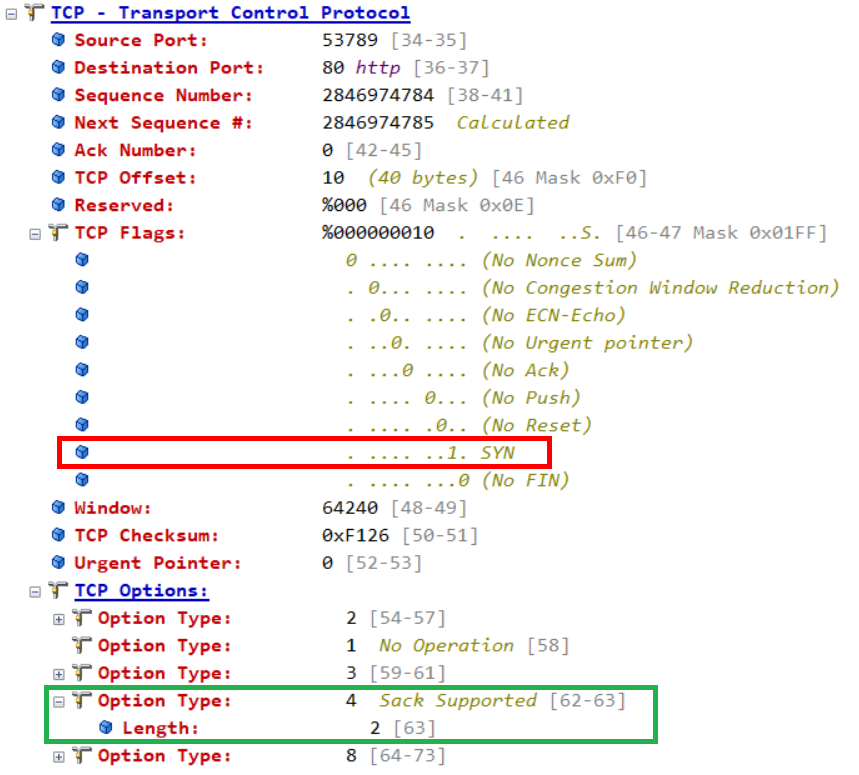 TCP - Transport Control Protocol
Source Port: 53789 [34-35]
Destination Port: 80 http [36-37]
Sequence Number: 2846974784 [38-41]
Next Sequence #: 2846974785 Calculated
Ack Number: 0 [42-45]
TCP Offset: 10 (40 bytes) [46 Mask 0xF0]
Reserved: %000 [46 Mask 0x0E]
TCP Flags: %000000010 . .... ..S. [46-47 Mask 0x01FF]
0 .... .... (No Nonce Sum)
. 0... .... (No Congestion Window Reduction)
. .0.. .... (No ECN-Echo)
. ..0. .... (No Urgent pointer)
. ...0 .... (No Ack)
. .... 0... (No Push)
. .... .0.. (No Reset)
. .... ..1. SYN
. .... ...0 (No FIN)
Window: 64240 [48-49]
TCP Checksum: 0xF126 [50-51]
Urgent Pointer: 0 [52-53]
TCP Options:
Option Type: 2 [54-57]
Option Type: 1 No Operation [58]
Option Type: 3 [59-61]
Option Type: 4 Sack Supported [62-63]
Length: 2 [63]
Option Type: 8 [64-73]